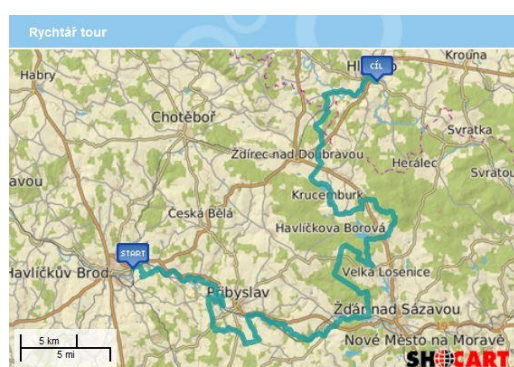 Rychtář tour
Krouna
Hl
CÍL
Habry
Chotěboř
Svratka
Ždírec nad Doubravou
Herálec
Svratou
avou
Krucemburk
Česká Bělá
Havlíčkova Borová
START
Havlíčkův Brod
Velká Losenice
Přibyslav
Žďár nad Sázavou
5 km
5 mi
Nové Město na Moravě
SHOCART